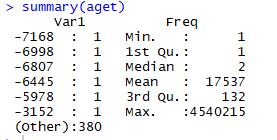 > summary(aget)
Var1 Freq
-7168 : 1 Min. : 1
-6998 : 1 1st Qu.: 1
-6807 : 1 Median : 2
-6445 : 1 Mean : 17537
-5978 : 1 3rd Qu.: 132
-3152 : 1 Max. :4540215
(Other):380